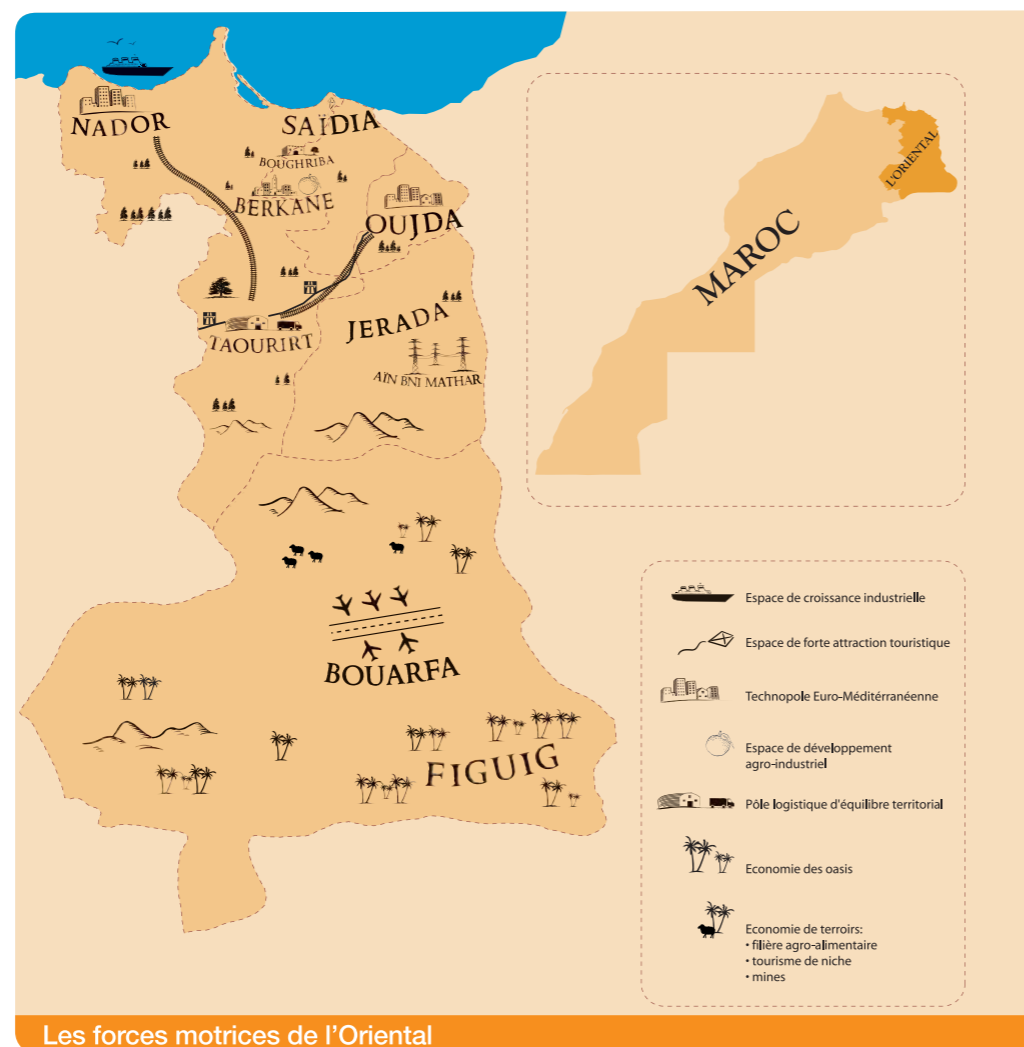 NADOR
SAÏDIA
BOUGHRIBA
BERKANE
OUJDA
TAOURIRT
JERADA
AÏN BNI MATHAR
BOUARFA
FIGUIG
L'ORIENTAL
MAROC
Espace de croissance industrielle
Espace de forte attraction touristique
Technopole Euro-Méditérranéenne
Espace de développement
agro-industriel
Pôle logistique d'équilibre territorial
Economie des oasis
Economie de terroirs:
• filière agro-alimentaire
• tourisme de niche
• mines
Les forces motrices de l'Oriental